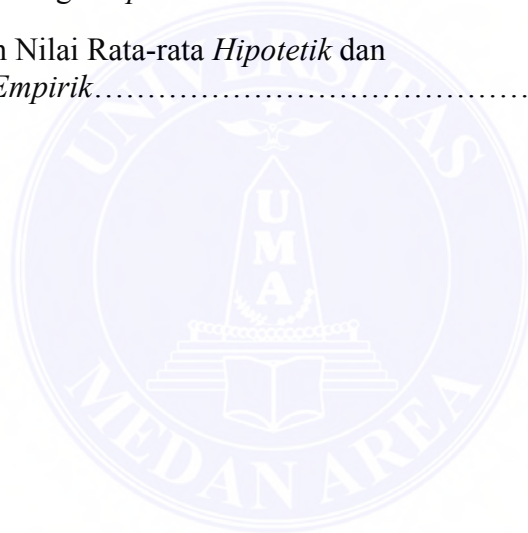 n Nilai Rata-rata Hipotetik dan
Empirik……………………………………
UNIVERSITAS
UMA
MEDAN AREA